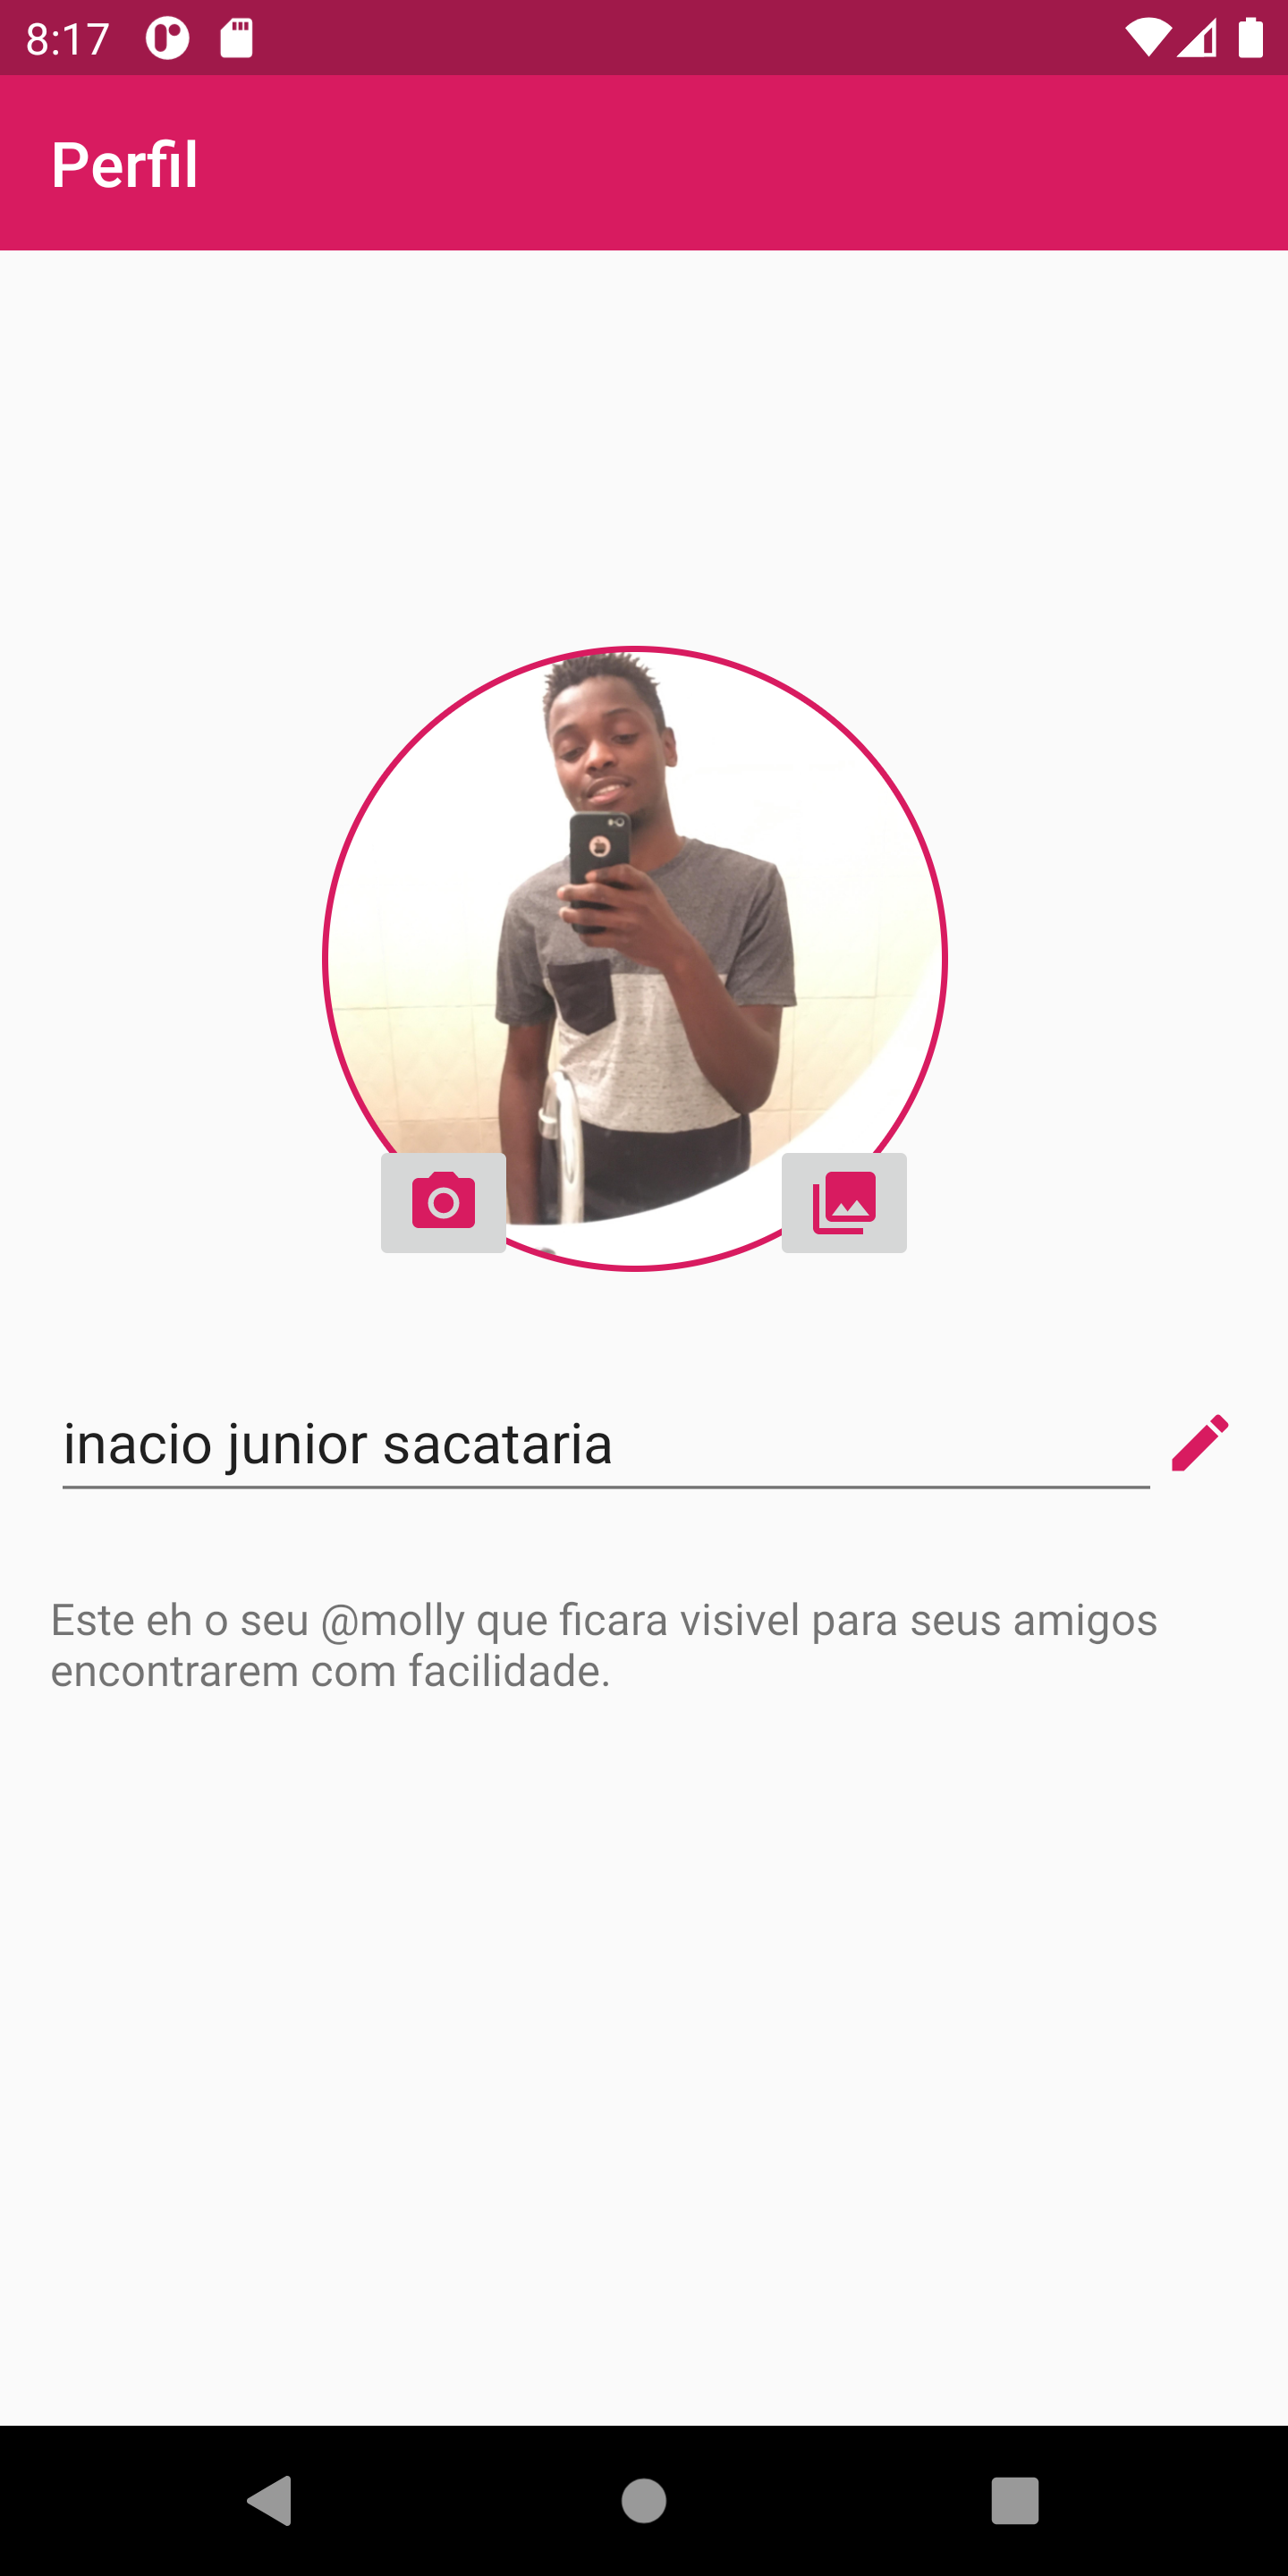 8:17
Perfil
inacio junior sacataria
Este eh o seu @molly que ficara visivel para seus amigos
encontrarem com facilidade.